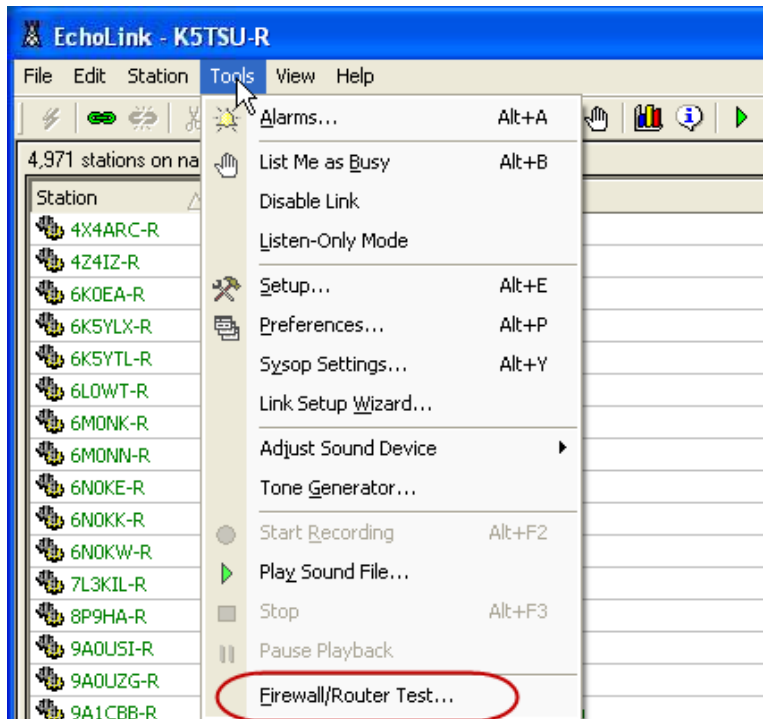 EchoLink - K5TSU-R
File Edit Station Tools View Help
4,971 stations on na
Station
4X4ARC-R
4Z4IZ-R
6K0EA-R
6K5YLX-R
6K5YTL-R
6L0WT-R
6M0NK-R
6M0NN-R
6N0KE-R
6N0KK-R
6N0KW-R
7L3KIL-R
8P9HA-R
9A0USI-R
9A0UZG-R
9A1CBB-R
Alarms... Alt+A
List Me as Busy Alt+B
Disable Link
Listen-Only Mode
Setup... Alt+E
Preferences... Alt+P
Sysop Settings... Alt+Y
Link Setup Wizard...
Adjust Sound Device
Tone Generator...
Start Recording Alt+F2
Play Sound File...
Stop Alt+F3
Pause Playback
Firewall/Router Test...